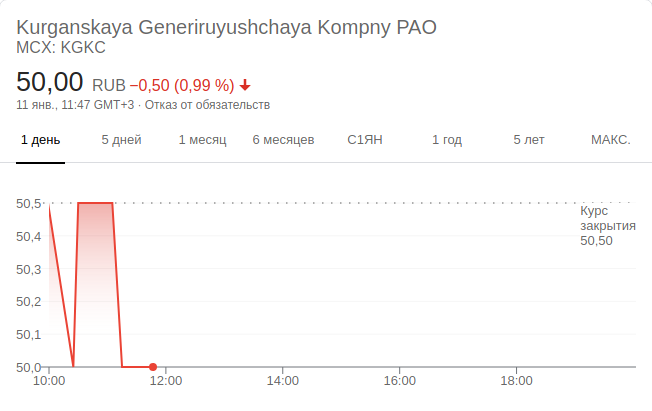 Kurganskaya Generiruyushchaya Kompny PAO
MCX: KGKC
50,00 RUB −0,50 (0,99 %)
11 янв., 11:47 GMT+3 · Отказ от обязательств
1 день 5 дней 1 месяц 6 месяцев С1ЯН 1 год 5 лет МАКС.
50,5
Курс
закрытия
50,50
50,4
50,3
50,2
50,1
50,0
10:00 12:00 14:00 16:00 18:00